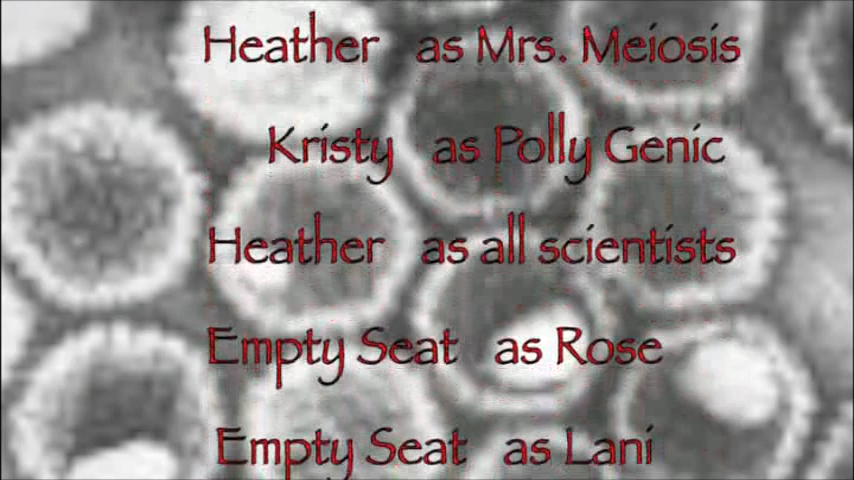 Heather as Mrs. Meiosis
Kristy as Polly Genic
Heather as all scientists
Empty Seat as Rose
Empty Seat as Lani